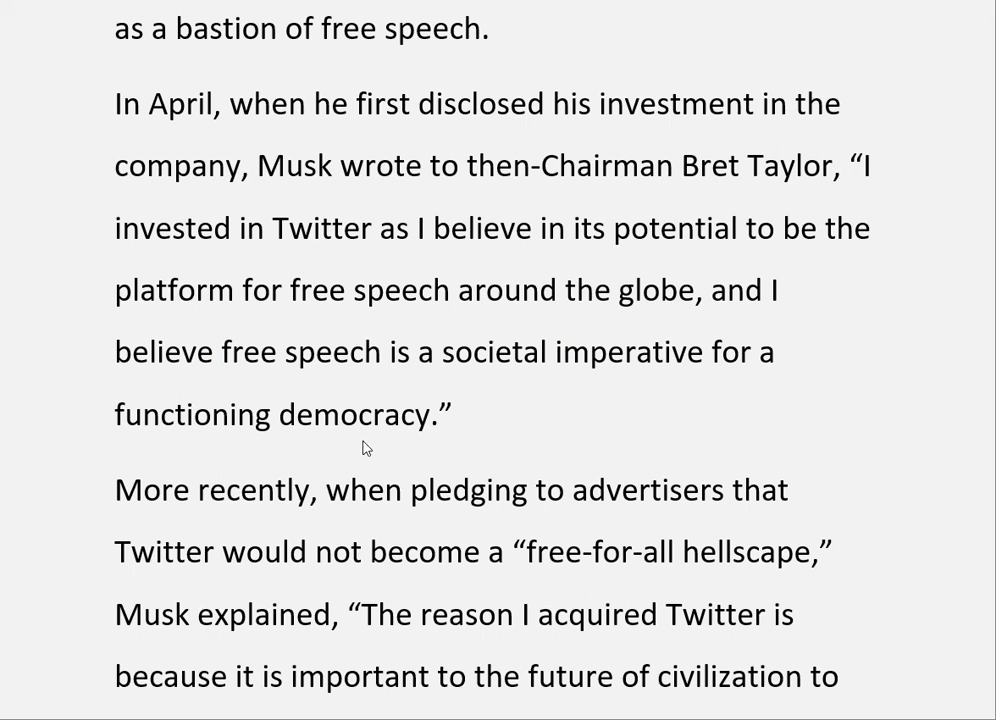 as a bastion of free speech.
In April, when he first disclosed his investment in the
company, Musk wrote to then-Chairman Bret Taylor, “I
invested in Twitter as I believe in its potential to be the
platform for free speech around the globe, and I
believe free speech is a societal imperative for a
functioning democracy.”
More recently, when pledging to advertisers that
Twitter would not become a “free-for-all hellscape,”
Musk explained, “The reason I acquired Twitter is
because it is important to the future of civilization to